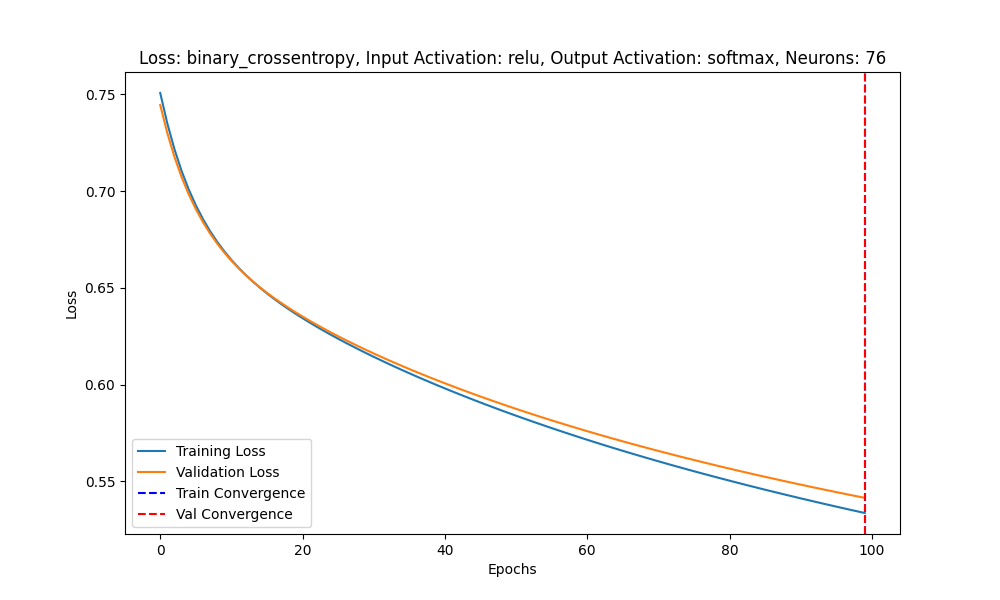 Loss: binary_crossentropy, Input Activation: relu, Output Activation: softmax, Neurons: 76
0.75
0.70
0.65
0.60
0.55
Loss
Training Loss
Validation Loss
Train Convergence
Val Convergence
0 20 40 60 80 100
Epochs